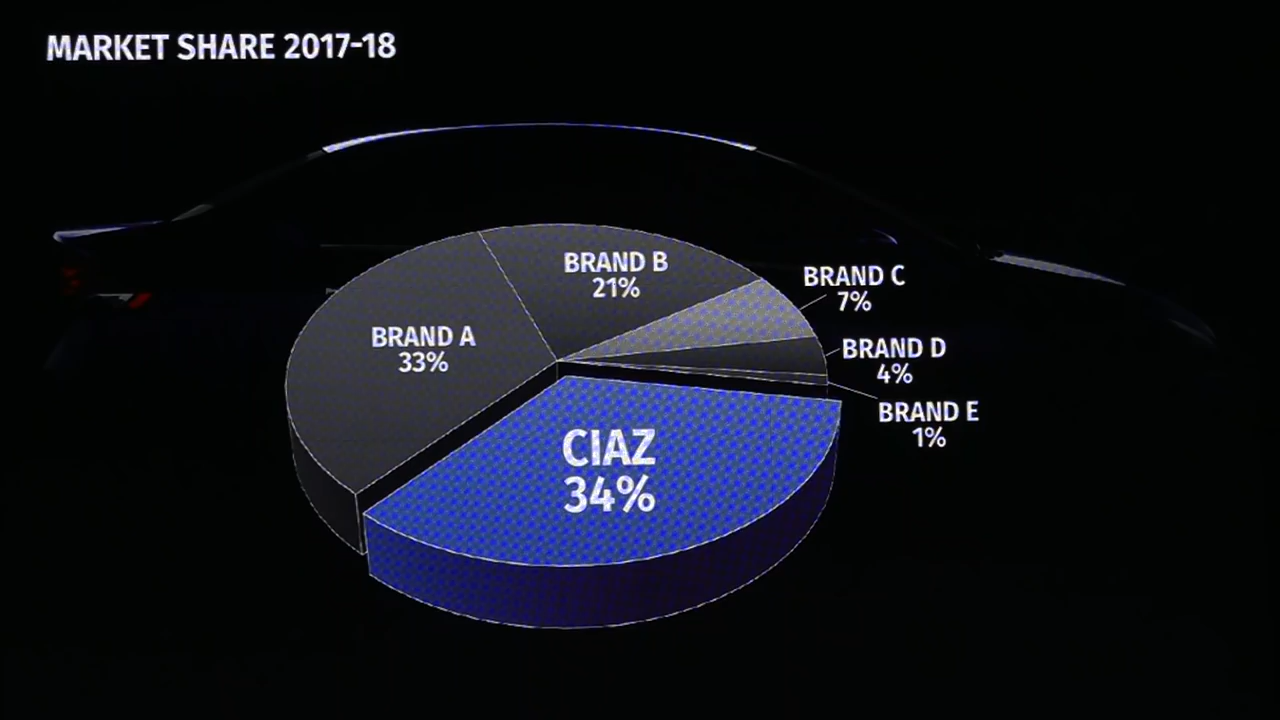 MARKET SHARE 2017-18
BRAND B
21%
BRAND C
7%
BRAND A
33%
BRAND D
4%
BRAND E
1%
CIAZ
34%